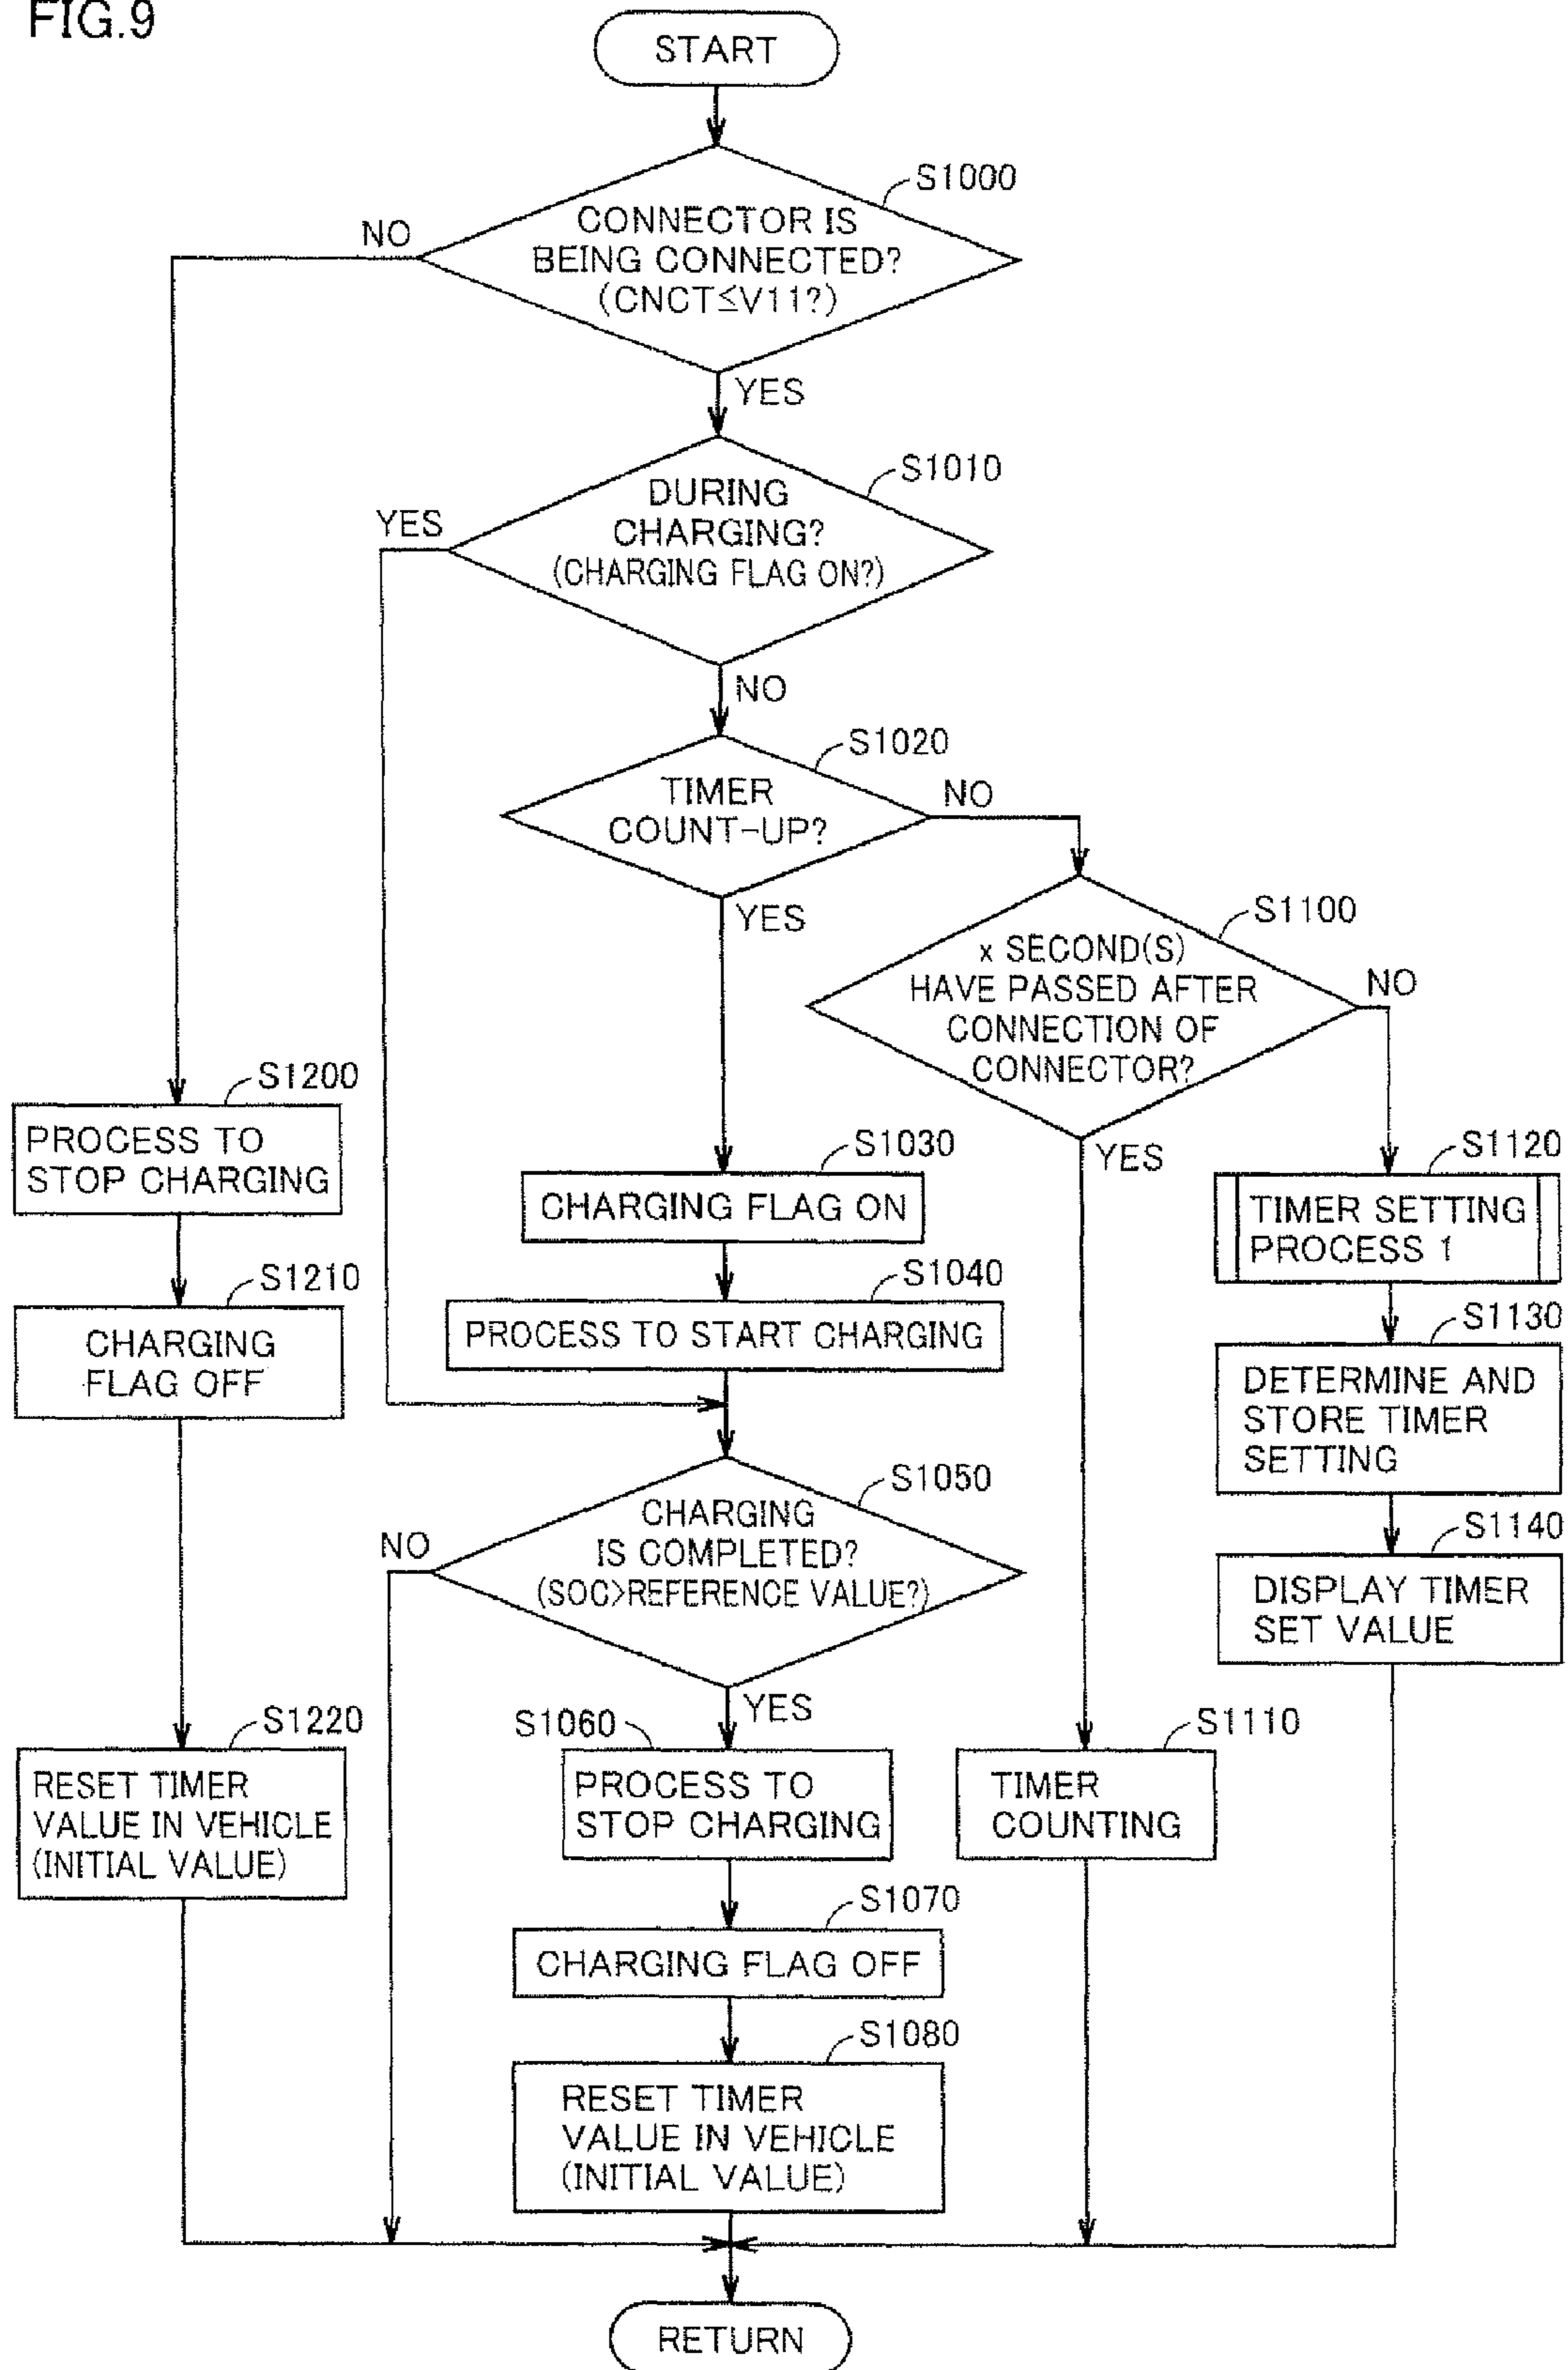 FIG.9
START
S1000
CONNECTOR IS
BEING CONNECTED?
(CNCT≦V11?)
NO
YES
S1010
DURING
CHARGING?
(CHARGING FLAG ON?)
YES
NO
S1020
TIMER
COUNT-UP?
NO
YES
S1100
x SECOND(S)
HAVE PASSED AFTER
CONNECTION OF
CONNECTOR?
NO
YES
S1200
PROCESS TO
STOP CHARGING
S1030
CHARGING FLAG ON
S1120
TIMER SETTING
PROCESS 1
S1210
CHARGING
FLAG OFF
S1040
PROCESS TO START CHARGING
S1130
DETERMINE AND
STORE TIMER
SETTING
S1050
CHARGING
IS COMPLETED?
(SOC>REFERENCE VALUE?)
NO
YES
S1140
DISPLAY TIMER
SET VALUE
S1220
RESET TIMER
VALUE IN VEHICLE
(INITIAL VALUE)
S1060
PROCESS TO
STOP CHARGING
S1110
TIMER
COUNTING
S1070
CHARGING FLAG OFF
S1080
RESET TIMER
VALUE IN VEHICLE
(INITIAL VALUE)
RETURN